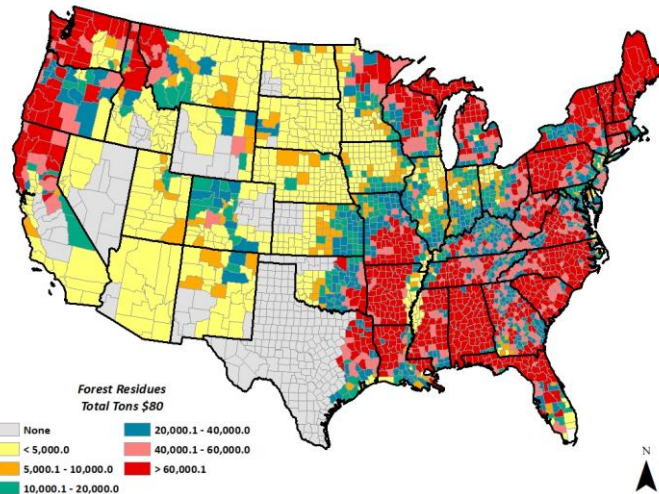 Forest Residues
Total Tons $80
None
< 5,000.0
5,000.1 - 10,000.0
10,000.1 - 20,000.0
20,000.1 - 40,000.0
40,000.1 - 60,000.0
> 60,000.1
N